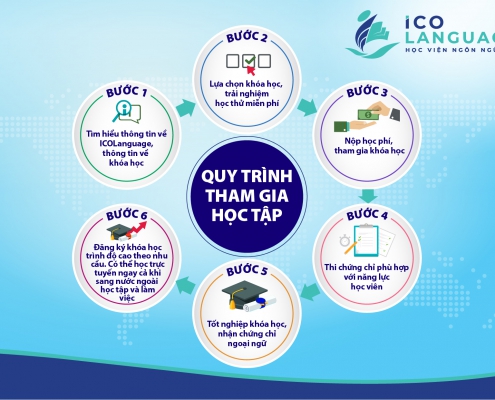 iCO
LANGUAG
HỌC VIỆN NGÔN NGỮ
BƯỚC 1
Tìm hiểu thông tin về
ICOLanguage,
thông tin về
khóa học
BƯỚC 2
Lựa chọn khóa học,
trải nghiệm
học thử miễn phí
BƯỚC 3
Nộp học phí,
tham gia khóa học
QUY TRÌNH
THAM GIA
HỌC TẬP
BƯỚC 4
Thi chứng chỉ phù hợp
với năng lực
học viên
BƯỚC 5
Tốt nghiệp khóa học,
nhận chứng chỉ
ngoại ngữ
BƯỚC 6
Đăng ký khóa học
trình độ cao theo nhu
cầu. Có thể học trực
tuyến ngay cả khi
sang nước ngoài
học tập và làm
việc